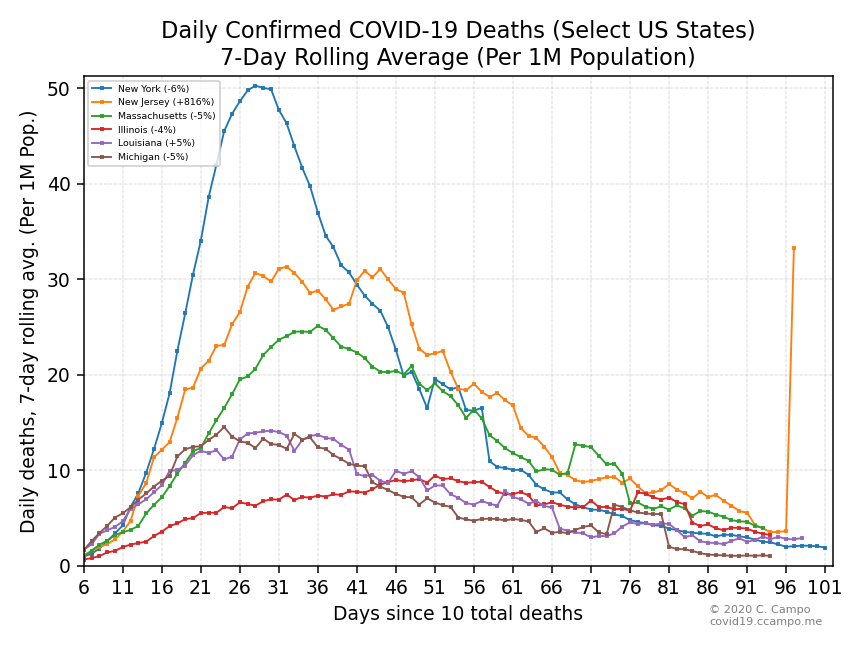 Daily Confirmed COVID-19 Deaths (Select US States)
7-Day Rolling Average (Per 1M Population)
Daily deaths, 7-day rolling avg. (Per 1M Pop.)
50
40
30
20
10
0
New York (-6%)
New Jersey (+816%)
Massachusetts (-5%)
Illinois (-4%)
Louisiana (+5%)
Michigan (-5%)
6 11 16 21 26 31 36 41 46 51 56 61 66 71 76 81 86 91 96 101
Days since 10 total deaths
© 2020 C. Campo
covid19.ccampo.me